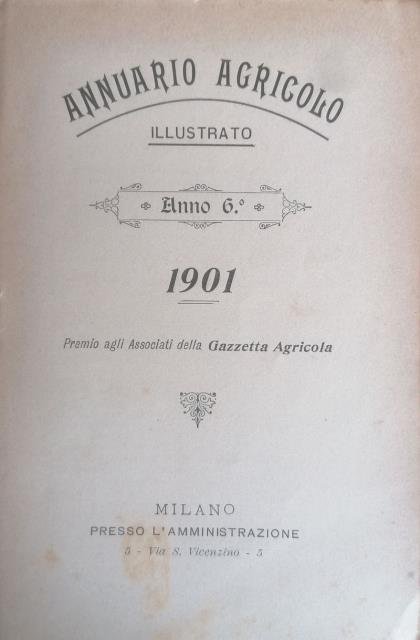 ANNUARIO AGRICOLO
ILLUSTRATO
Anno 6.°
1901
Premio agli Associati della Gazzetta Agricola
MILANO
PRESSO L'AMMINISTRAZIONE
5 - Via S. Vicenzino - 5